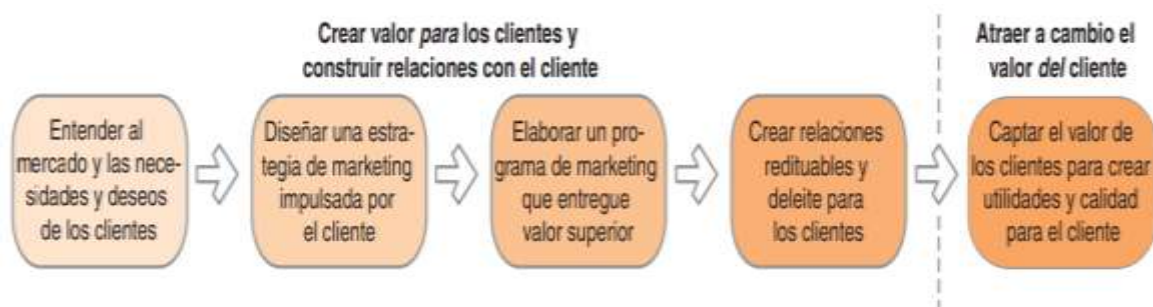 Crear valor para los clientes y
construir relaciones con el cliente
Atraer a cambio el
valor del cliente
Entender al
mercado y las nece-
sidades y deseos
de los clientes
Diseñar una estra-
tegia de marketing
impulsada por
el cliente
Elaborar un pro-
grama de marketing
que entregue
valor superior
Crear relaciones
redituables y
deleite para
los clientes
Captar el valor de
los clientes para crear
utilidades y calidad
para el cliente